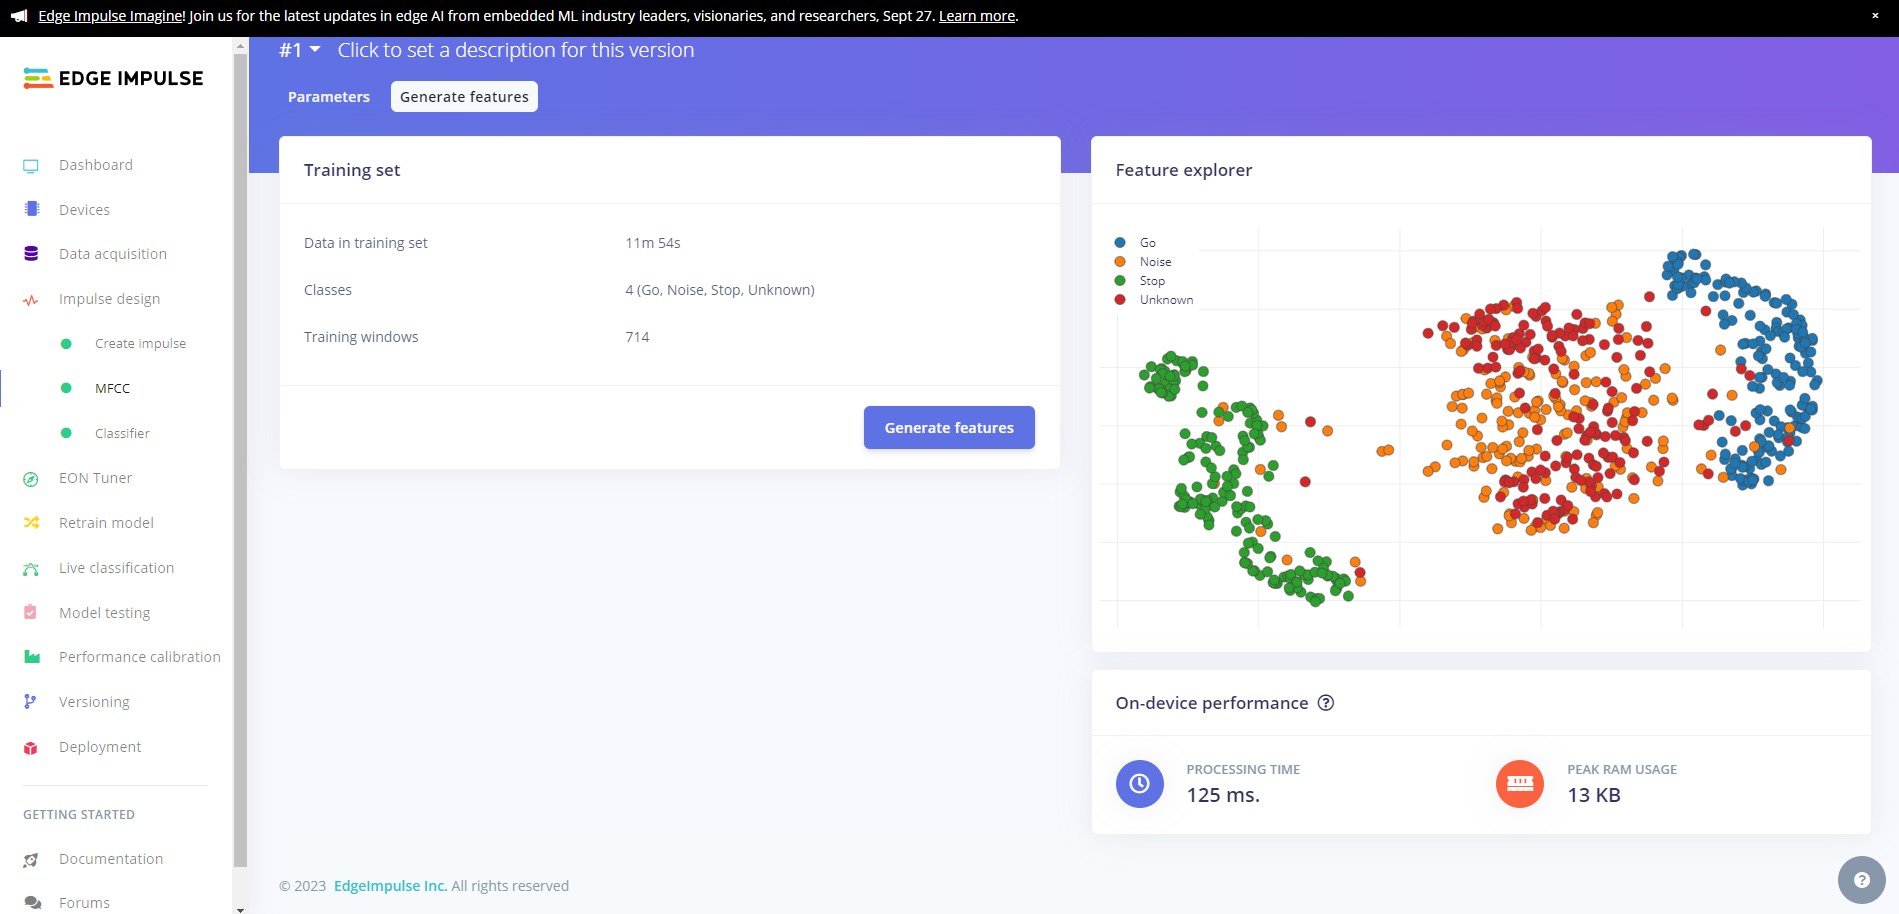 Edge Impulse Imagine! Join us for the latest updates in edge AI from embedded ML industry leaders, visionaries, and researchers, Sept 27. Learn more.
×
EDGE IMPULSE
Dashboard
Devices
Data acquisition
Impulse design
Create impulse
MFCC
Classifier
EON Tuner
Retrain model
Live classification
Model testing
Performance calibration
Versioning
Deployment
GETTING STARTED
Documentation
Forums
#1 Click to set a description for this version
Parameters Generate features
Training set
Data in training set 11m 54s
Classes 4 (Go, Noise, Stop, Unknown)
Training windows 714
Generate features
Feature explorer
Go
Noise
Stop
Unknown
On-device performance ?
PROCESSING TIME
125 ms.
PEAK RAM USAGE
13 KB
© 2023 EdgeImpulse Inc. All rights reserved
?